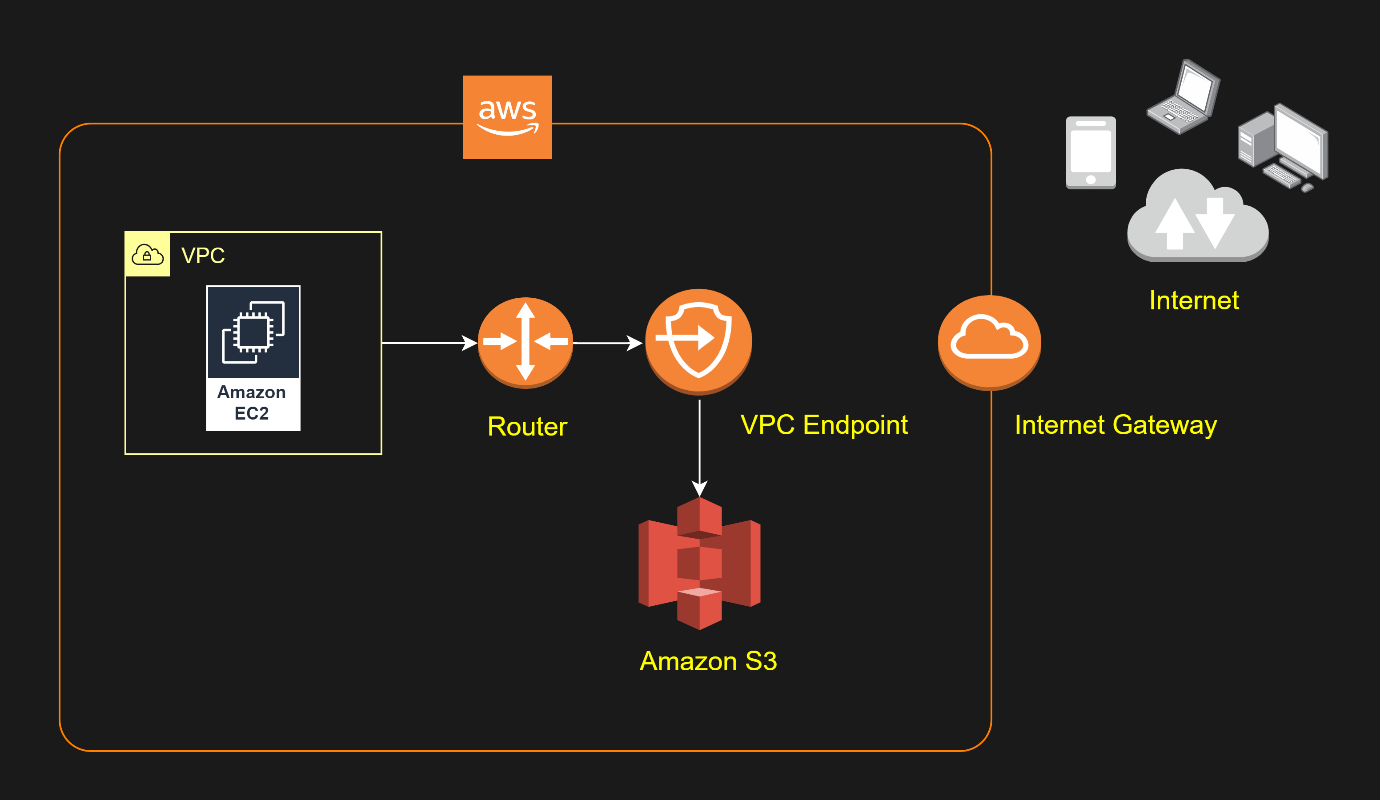 aws
VPC
Amazon
EC2
Router
VPC Endpoint
Amazon S3
Internet Gateway
Internet